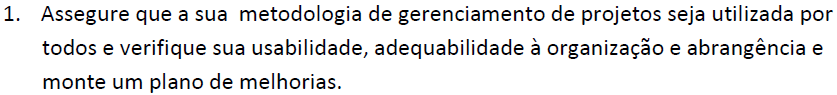 1. Assegure que a sua metodologia de gerenciamento de projetos seja utilizada por
todos e verifique sua usabilidade, adequabilidade à organização e abrangência e
monte um plano de melhorias.